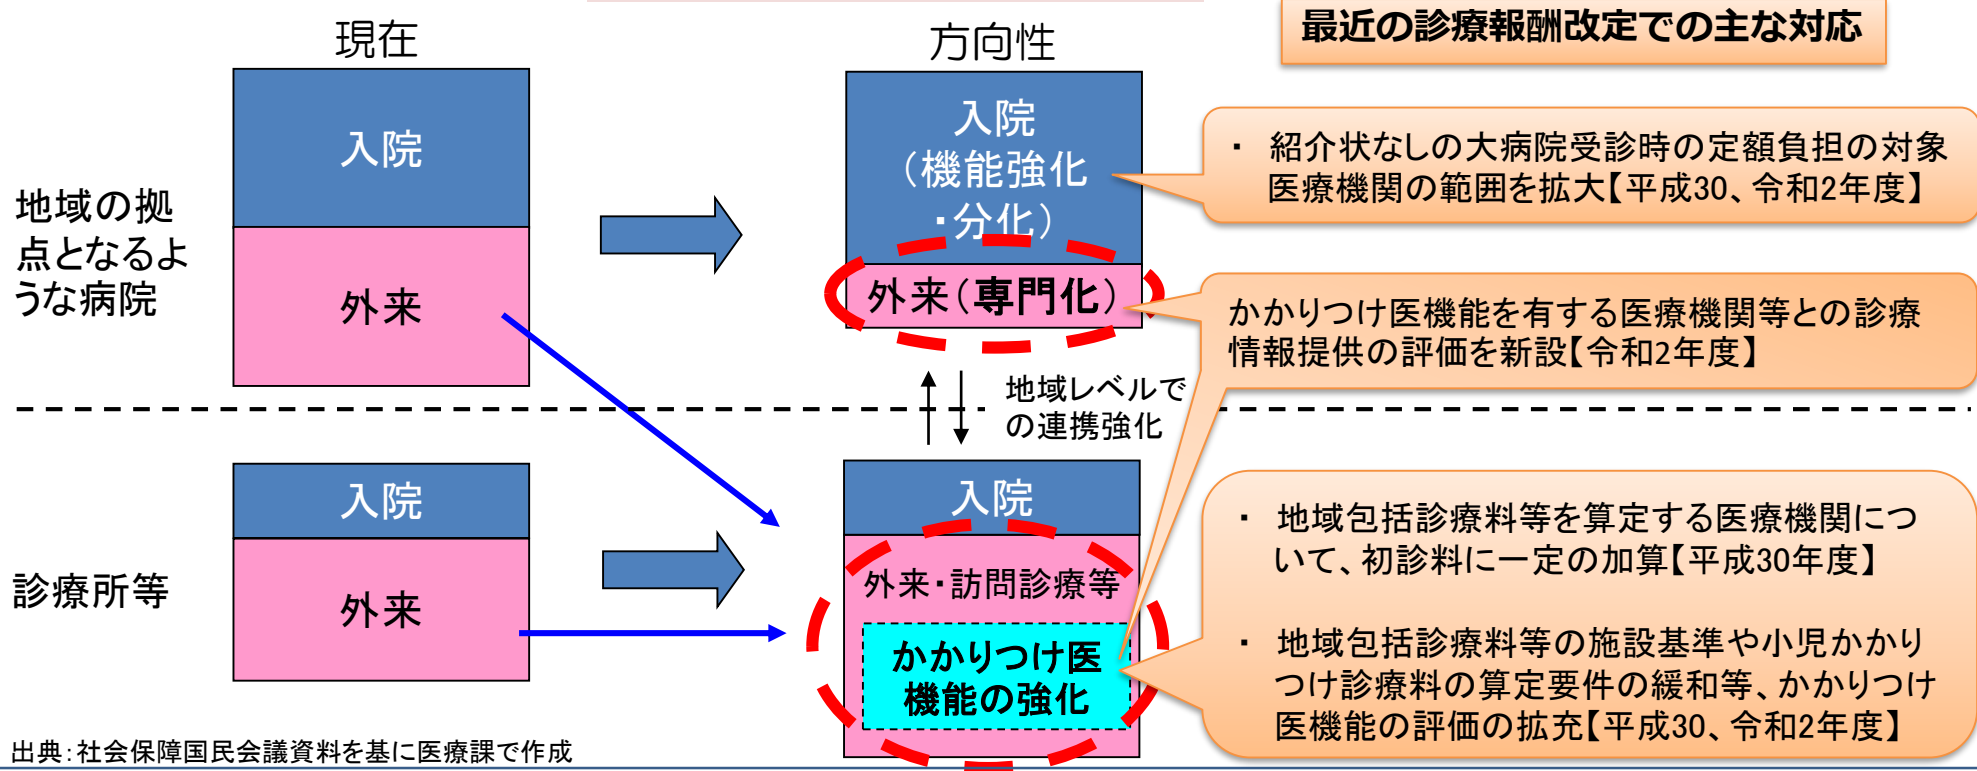 現在
方向性
最近の診療報酬改定での主な対応
地域の拠
点となるよ
うな病院
入院
外来
入院
（機能強化
・分化）
外来（専門化）
・ 紹介状なしの大病院受診時の定額負担の対象
医療機関の範囲を拡大【平成30、令和2年度】
かかりつけ医機能を有する医療機関等との診療
情報提供の評価を新設【令和2年度】
地域レベルで
の連携強化
診療所等
入院
外来
入院
外来・訪問診療等
かかりつけ医
機能の強化
・ 地域包括診療料等を算定する医療機関につ
いて、初診料に一定の加算【平成30年度】
・ 地域包括診療料等の施設基準や小児かかり
つけ診療料の算定要件の緩和等、かかりつけ
医機能の評価の拡充【平成30、令和2年度】
出典：社会保障国民会議資料を基に医療課で作成